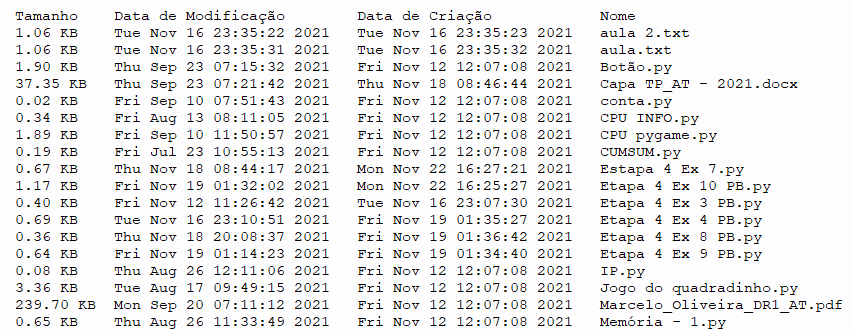 Tamanho Data de Modificação Data de Criação Nome
1.06 KB Tue Nov 16 23:35:22 2021 Tue Nov 16 23:35:23 2021 aula 2.txt
1.06 KB Tue Nov 16 23:35:31 2021 Tue Nov 16 23:35:32 2021 aula.txt
1.90 KB Thu Sep 23 07:15:32 2021 Fri Nov 12 12:07:08 2021 Botão.py
37.35 KB Thu Sep 23 07:21:42 2021 Thu Nov 18 08:46:44 2021 Capa TP_AT - 2021.docx
0.02 KB Fri Sep 10 07:51:43 2021 Fri Nov 12 12:07:08 2021 conta.py
0.34 KB Fri Aug 13 08:11:05 2021 Fri Nov 12 12:07:08 2021 CPU INFO.py
1.89 KB Fri Sep 10 11:50:57 2021 Fri Nov 12 12:07:08 2021 CPU pygame.py
0.19 KB Fri Jul 23 10:55:13 2021 Fri Nov 12 12:07:08 2021 CUMSUM.py
0.67 KB Thu Nov 18 08:44:17 2021 Mon Nov 22 16:27:21 2021 Estapa 4 Ex 7.py
1.17 KB Fri Nov 19 01:32:02 2021 Mon Nov 22 16:25:27 2021 Etapa 4 Ex 10 PB.py
0.40 KB Fri Nov 12 11:26:42 2021 Tue Nov 16 23:07:30 2021 Etapa 4 Ex 3 PB.py
0.69 KB Tue Nov 16 23:10:51 2021 Fri Nov 19 01:35:27 2021 Etapa 4 Ex 4 PB.py
0.36 KB Thu Nov 18 20:08:37 2021 Fri Nov 19 01:36:42 2021 Etapa 4 Ex 8 PB.py
0.64 KB Fri Nov 19 01:14:23 2021 Fri Nov 19 01:34:40 2021 Etapa 4 Ex 9 PB.py
0.08 KB Thu Aug 26 12:11:06 2021 Fri Nov 12 12:07:08 2021 IP.py
3.36 KB Tue Aug 17 09:49:15 2021 Fri Nov 12 12:07:08 2021 Jogo do quadradinho.py
239.70 KB Mon Sep 20 07:11:12 2021 Fri Nov 12 12:07:08 2021 Marcelo_Oliveira_DR1_AT.pdf
0.65 KB Thu Aug 26 11:33:49 2021 Fri Nov 12 12:07:08 2021 Memória - 1.py